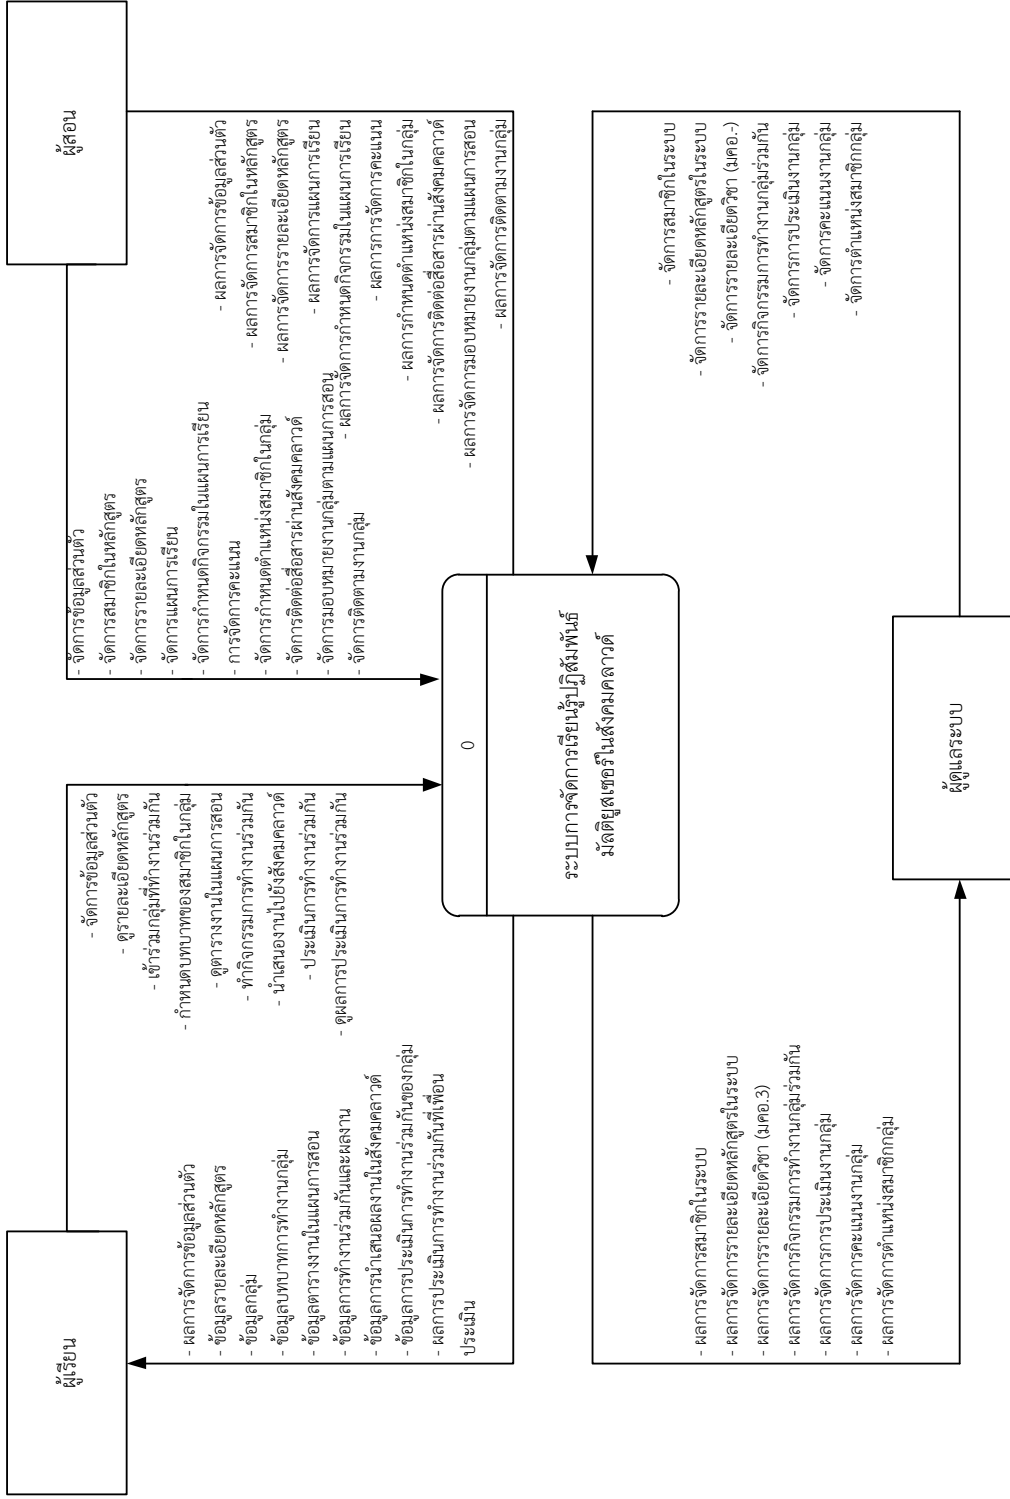 ผู้เรียน
ผู้สอน
- จัดการข้อมูลส่วนตัว
- ดูรายละเอียดหลักสูตร
- เข้าร่วมกลุ่มที่ทำงานร่วมกัน
- กำหนดบทบาทของสมาชิกในกลุ่ม
- ดูตารางงานในแผนการสอน
- ทำกิจกรรมการทำงานร่วมกัน
- นำเสนองานไปยังสังคมคลาวด์
- ประเมินการทำงานร่วมกัน
- ดูผลการประเมินการทำงานร่วมกัน
- ผลการจัดการข้อมูลส่วนตัว
- ข้อมูลรายละเอียดหลักสูตร
- ข้อมูลกลุ่ม
- ข้อมูลบทบาทการทำงานกลุ่ม
- ข้อมูลตารางงานในแผนการสอน
- ข้อมูลการทำงานร่วมกันและผลงาน
- ข้อมูลการนำเสนอผลงานในสังคมคลาวด์
- ข้อมูลการประเมินการทำงานร่วมกันของกลุ่ม
- ผลการประเมินการทำงานร่วมกันที่เพื่อน
ประเมิน
- จัดการข้อมูลส่วนตัว
- จัดการสมาชิกในหลักสูตร
- จัดการรายละเอียดหลักสูตร
- จัดการแผนการเรียน
- จัดการกำหนดกิจกรรมในแผนการเรียน
- การจัดการคะแนน
- จัดการกำหนดตำแหน่งสมาชิกในกลุ่ม
- จัดการติดต่อสื่อสารผ่านสังคมคลาวด์
- จัดการมอบหมายงานกลุ่มตามแผนการสอน
- จัดการติดตามงานกลุ่ม
- ผลการจัดการข้อมูลส่วนตัว
- ผลการจัดการสมาชิกในหลักสูตร
- ผลการจัดการรายละเอียดหลักสูตร
- ผลการจัดการแผนการเรียน
- ผลการจัดการกำหนดกิจกรรมในแผนการเรียน
- ผลการการจัดการคะแนน
- ผลการกำหนดตำแหน่งสมาชิกในกลุ่ม
- ผลการจัดการติดต่อสื่อสารผ่านสังคมคลาวด์
- ผลการจัดการมอบหมายงานกลุ่มตามแผนการสอน
- ผลการจัดการติดตามงานกลุ่ม
0
ระบบการจัดการเรียนรู้ปฏิสัมพันธ์
มัลติยูสเซอร์ในสังคมคลาวด์
- ผลการจัดการสมาชิกในระบบ
- ผลการจัดการรายละเอียดหลักสูตรในระบบ
- ผลการจัดการรายละเอียดวิชา (มคอ.3)
- ผลการจัดการกิจกรรมการทำงานกลุ่มร่วมกัน
- ผลการจัดการการประเมินงานกลุ่ม
- ผลการจัดการคะแนนงานกลุ่ม
- ผลการจัดการตำแหน่งสมาชิกกลุ่ม
- จัดการสมาชิกในระบบ
- จัดการรายละเอียดหลักสูตรในระบบ
- จัดการรายละเอียดวิชา (มคอ.-)
- จัดการกิจกรรมการทำงานกลุ่มร่วมกัน
- จัดการการประเมินงานกลุ่ม
- จัดการคะแนนงานกลุ่ม
- จัดการตำแหน่งสมาชิกกลุ่ม
ผู้ดูแลระบบ